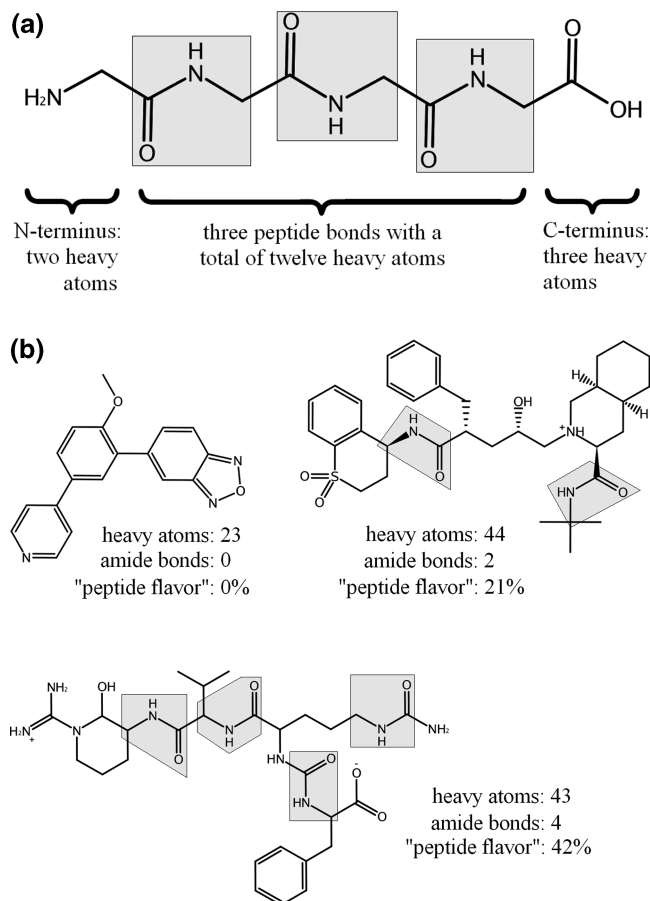 (a)
H₂N
O
H
N
O
N
H
O
H
N
O
OH
N-terminus:
two heavy
atoms
three peptide bonds with a
total of twelve heavy atoms
C-terminus:
three heavy
atoms
(b)
O
N
O
N
N
heavy atoms: 23
amide bonds: 0
"peptide flavor": 0%
H
N
O
S
O
O
OH
+
NH
H
H
HN
O
heavy atoms: 44
amide bonds: 2
"peptide flavor": 21%
NH₂
H₂N
+
N
OH
H
N
O
N
H
O
N
H
O
NH₂
HN
O
HN
O
-
O
heavy atoms: 43
amide bonds: 4
"peptide flavor": 42%